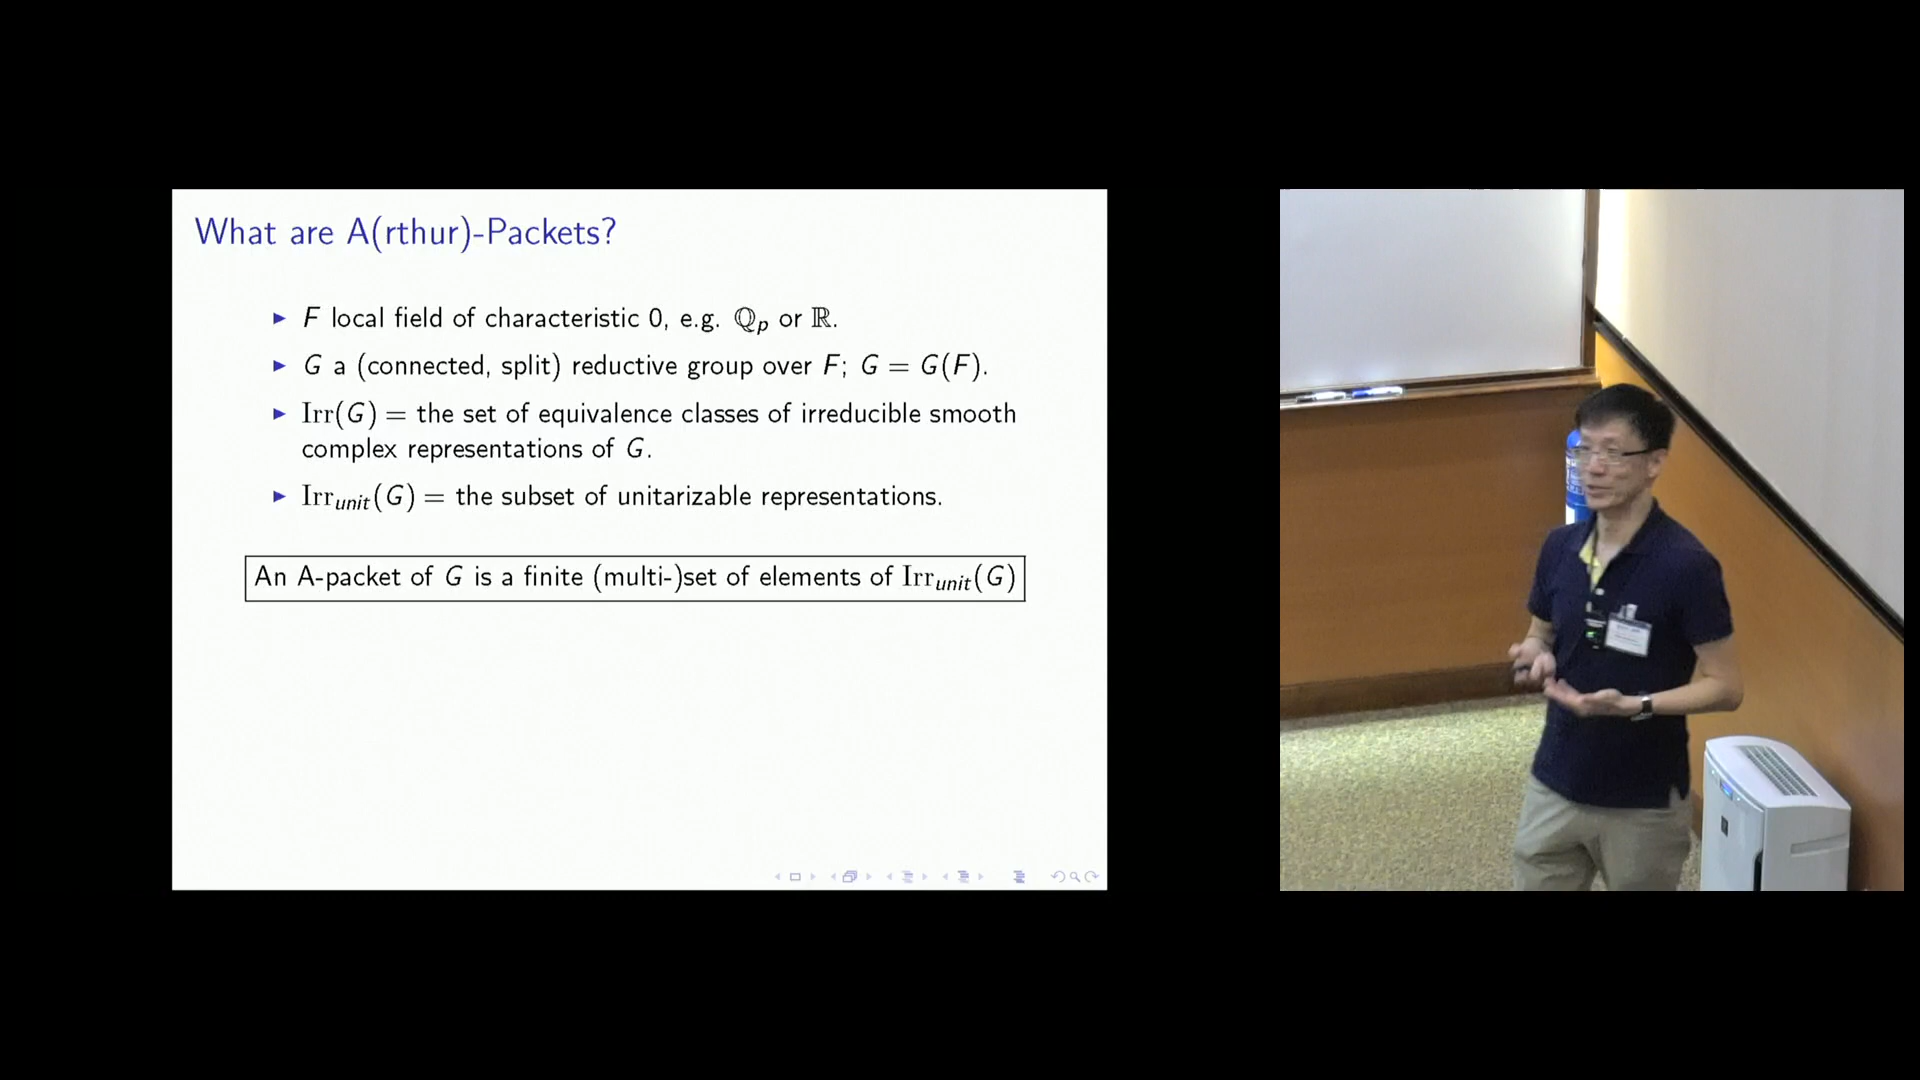 What are A(rthur)-Packets?
▶ F local field of characteristic 0, e.g. ℚₚ or ℝ.
▶ G a (connected, split) reductive group over F; G = G(F).
▶ Irr(G) = the set of equivalence classes of irreducible smooth
complex representations of G.
▶ Irr_unit(G) = the subset of unitarizable representations.
An A-packet of G is a finite (multi-)set of elements of Irr_unit(G)